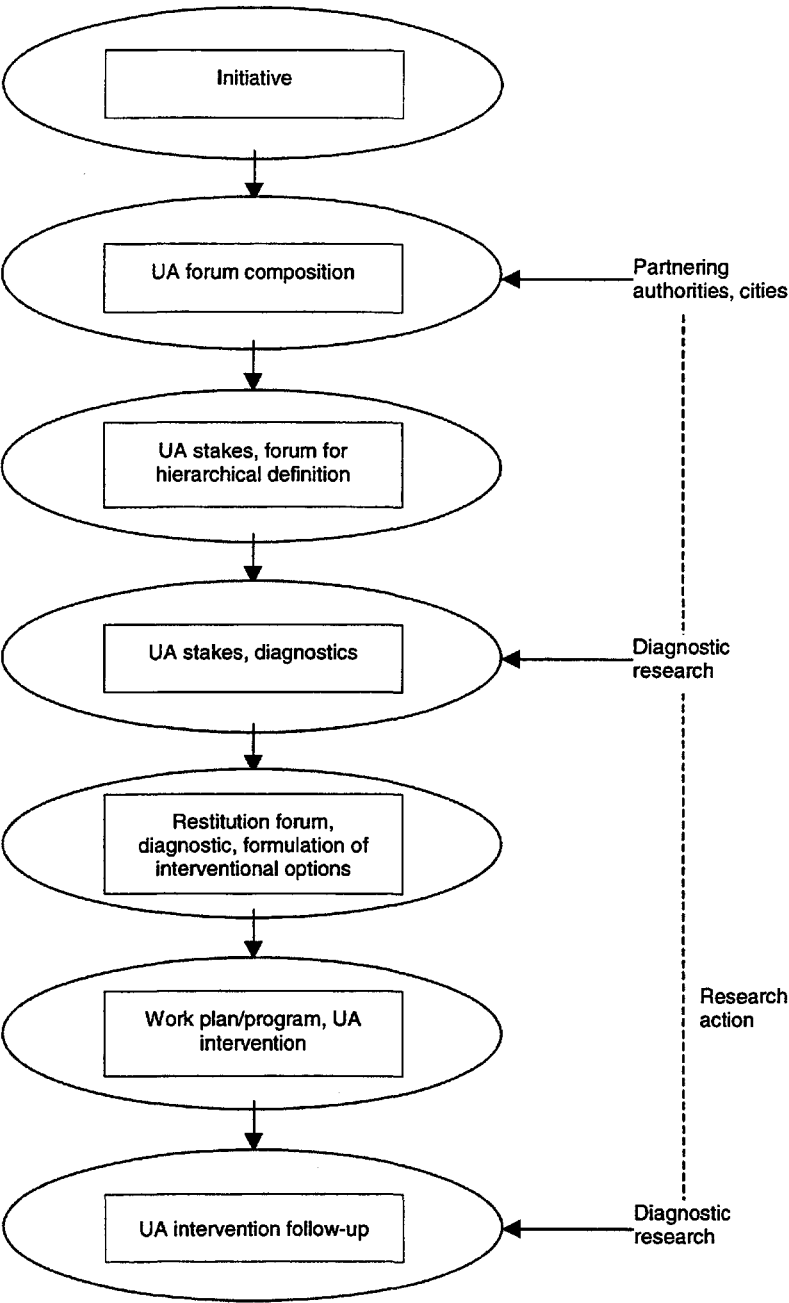 Initiative
UA forum composition
Partnering
authorities, cities
UA stakes, forum for
hierarchical definition
UA stakes, diagnostics
Diagnostic
research
Restitution forum,
diagnostic, formulation of
interventional options
Work plan/program, UA
intervention
Research
action
UA intervention follow-up
Diagnostic
research